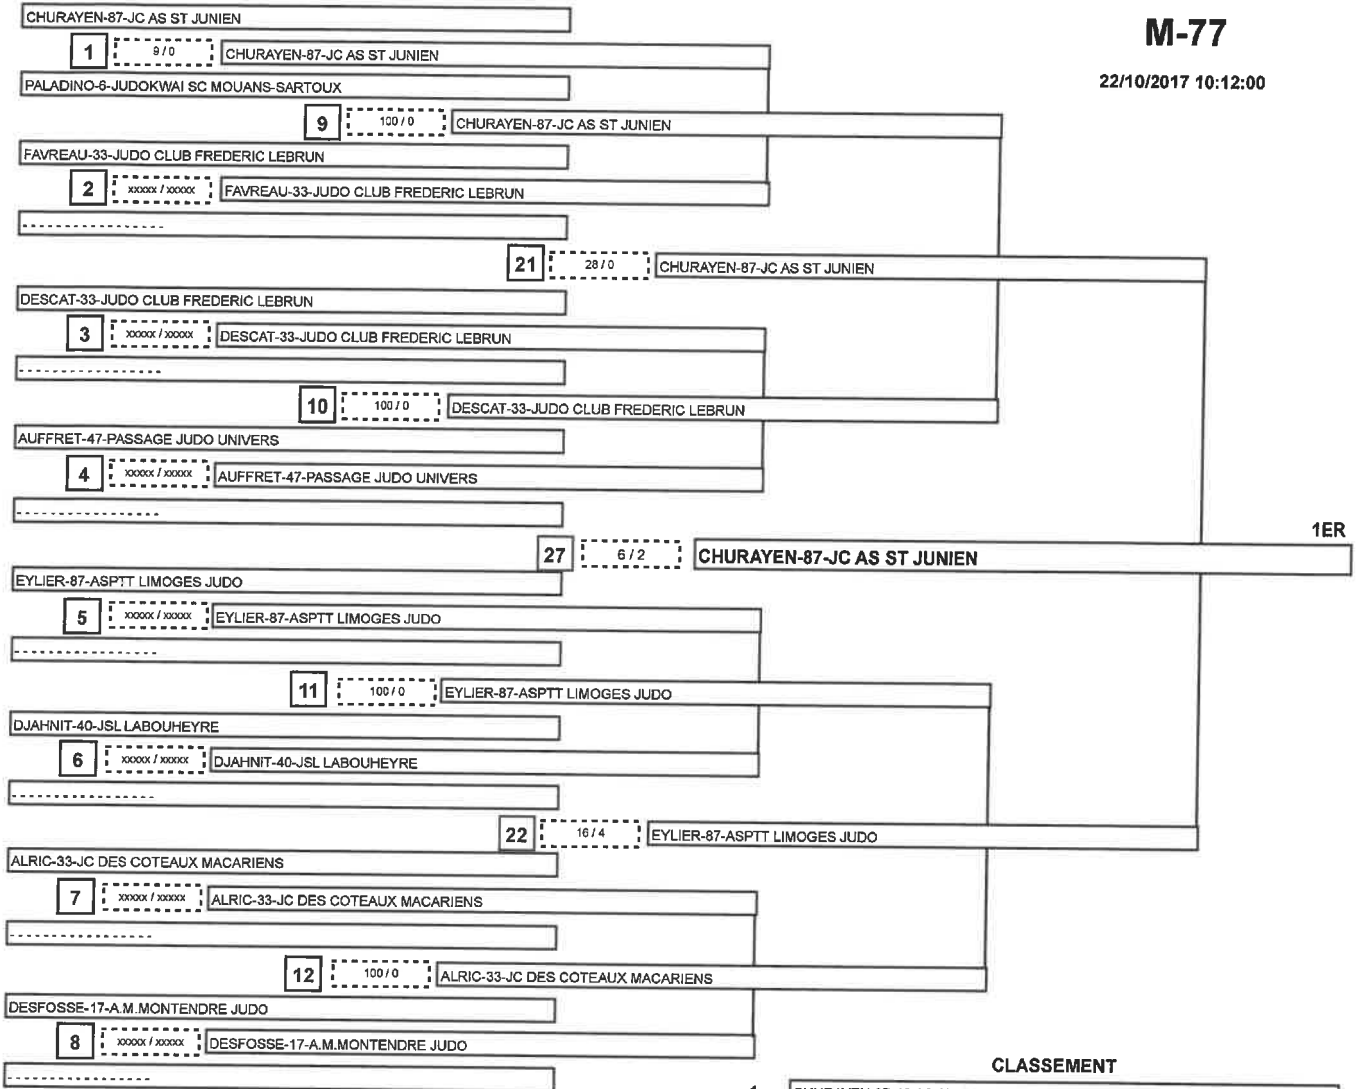 CHURAYEN-87-JC AS ST JUNIEN
M-77
1 9 / 0 CHURAYEN-87-JC AS ST JUNIEN
PALADINO-6-JUDOKWAI SC MOUANS-SARTOUX
22/10/2017 10:12:00
9 100 / 0 CHURAYEN-87-JC AS ST JUNIEN
FAVREAU-33-JUDO CLUB FREDERIC LEBRUN
2 xxxxx / xxxxx FAVREAU-33-JUDO CLUB FREDERIC LEBRUN
-----------------
21 28 / 0 CHURAYEN-87-JC AS ST JUNIEN
DESCAT-33-JUDO CLUB FREDERIC LEBRUN
3 xxxxx / xxxxx DESCAT-33-JUDO CLUB FREDERIC LEBRUN
-----------------
10 100 / 0 DESCAT-33-JUDO CLUB FREDERIC LEBRUN
AUFFRET-47-PASSAGE JUDO UNIVERS
4 xxxxx / xxxxx AUFFRET-47-PASSAGE JUDO UNIVERS
-----------------
1ER
27 6 / 2 CHURAYEN-87-JC AS ST JUNIEN
EYLIER-87-ASPTT LIMOGES JUDO
5 xxxxx / xxxxx EYLIER-87-ASPTT LIMOGES JUDO
-----------------
11 100 / 0 EYLIER-87-ASPTT LIMOGES JUDO
DJAHNIT-40-JSL LABOUHEYRE
6 xxxxx / xxxxx DJAHNIT-40-JSL LABOUHEYRE
-----------------
22 16 / 4 EYLIER-87-ASPTT LIMOGES JUDO
ALRIC-33-JC DES COTEAUX MACARIENS
7 xxxxx / xxxxx ALRIC-33-JC DES COTEAUX MACARIENS
-----------------
12 100 / 0 ALRIC-33-JC DES COTEAUX MACARIENS
DESFOSSE-17-A.M.MONTENDRE JUDO
8 xxxxx / xxxxx DESFOSSE-17-A.M.MONTENDRE JUDO
-----------------
CLASSEMENT